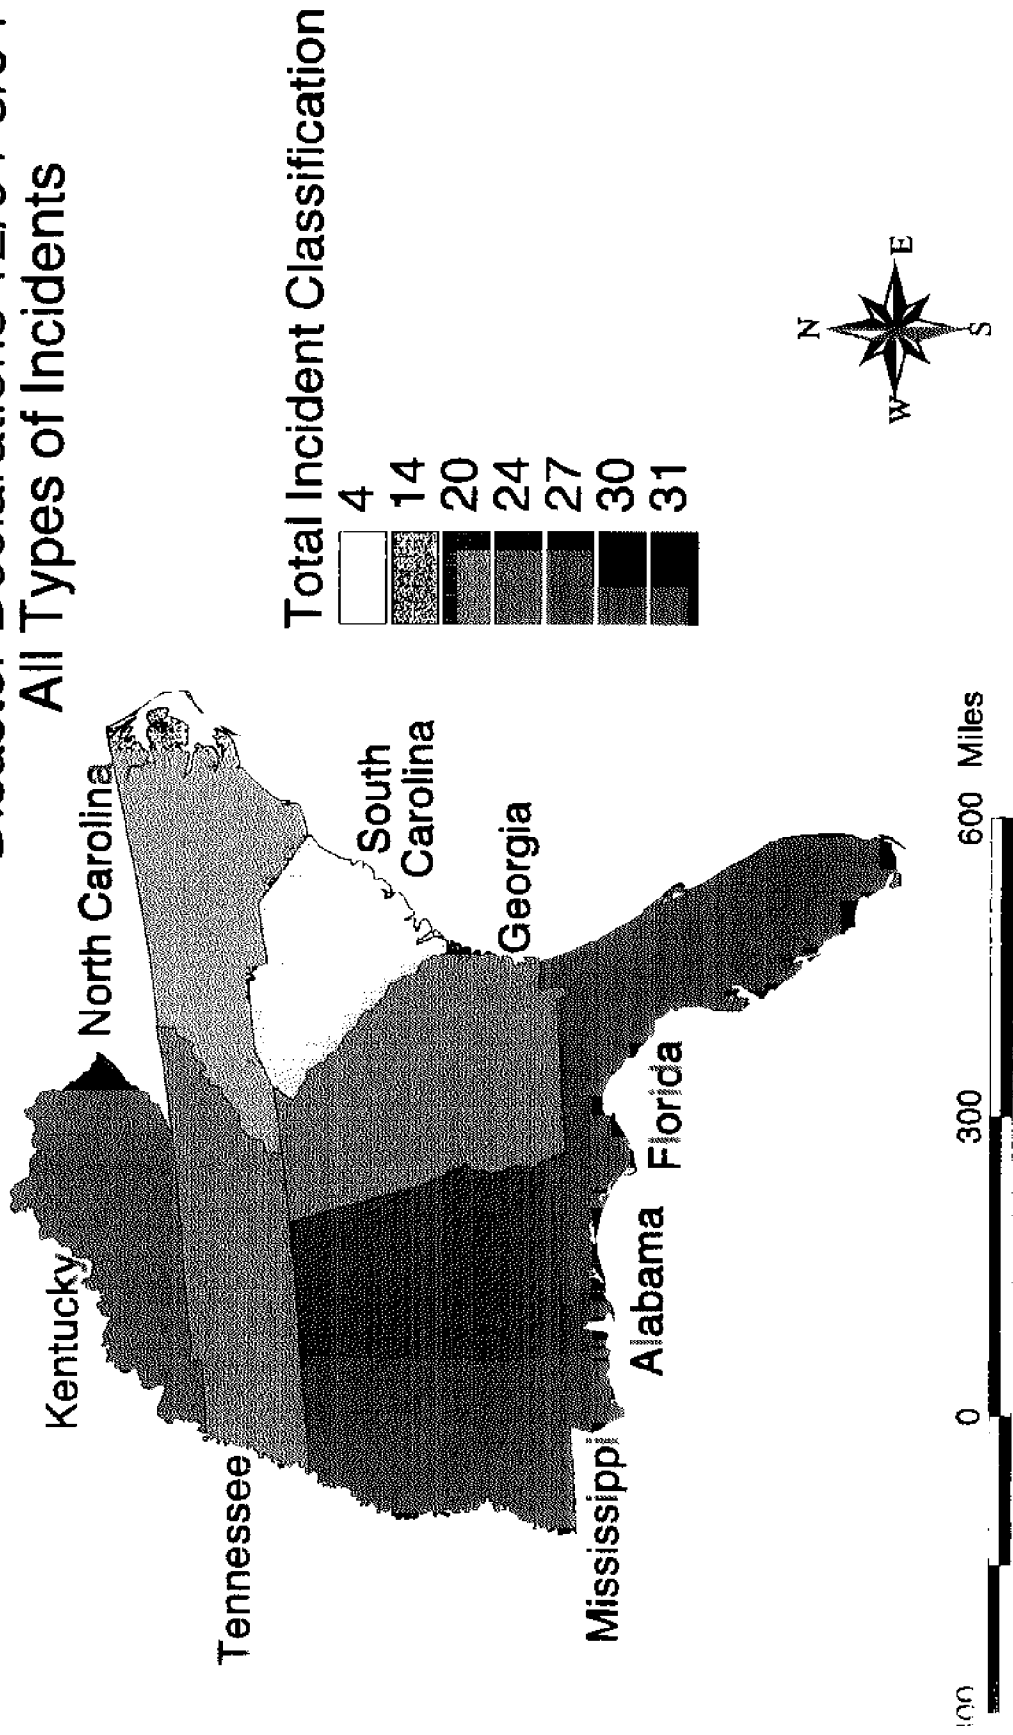 All Types of Incidents
North Carolina
Kentucky
Tennessee
South
Carolina
Georgia
Florida
Alabama
Mississippi
Total Incident Classification
4
14
20
24
27
30
31
N
E
S
W
0
300
600 Miles